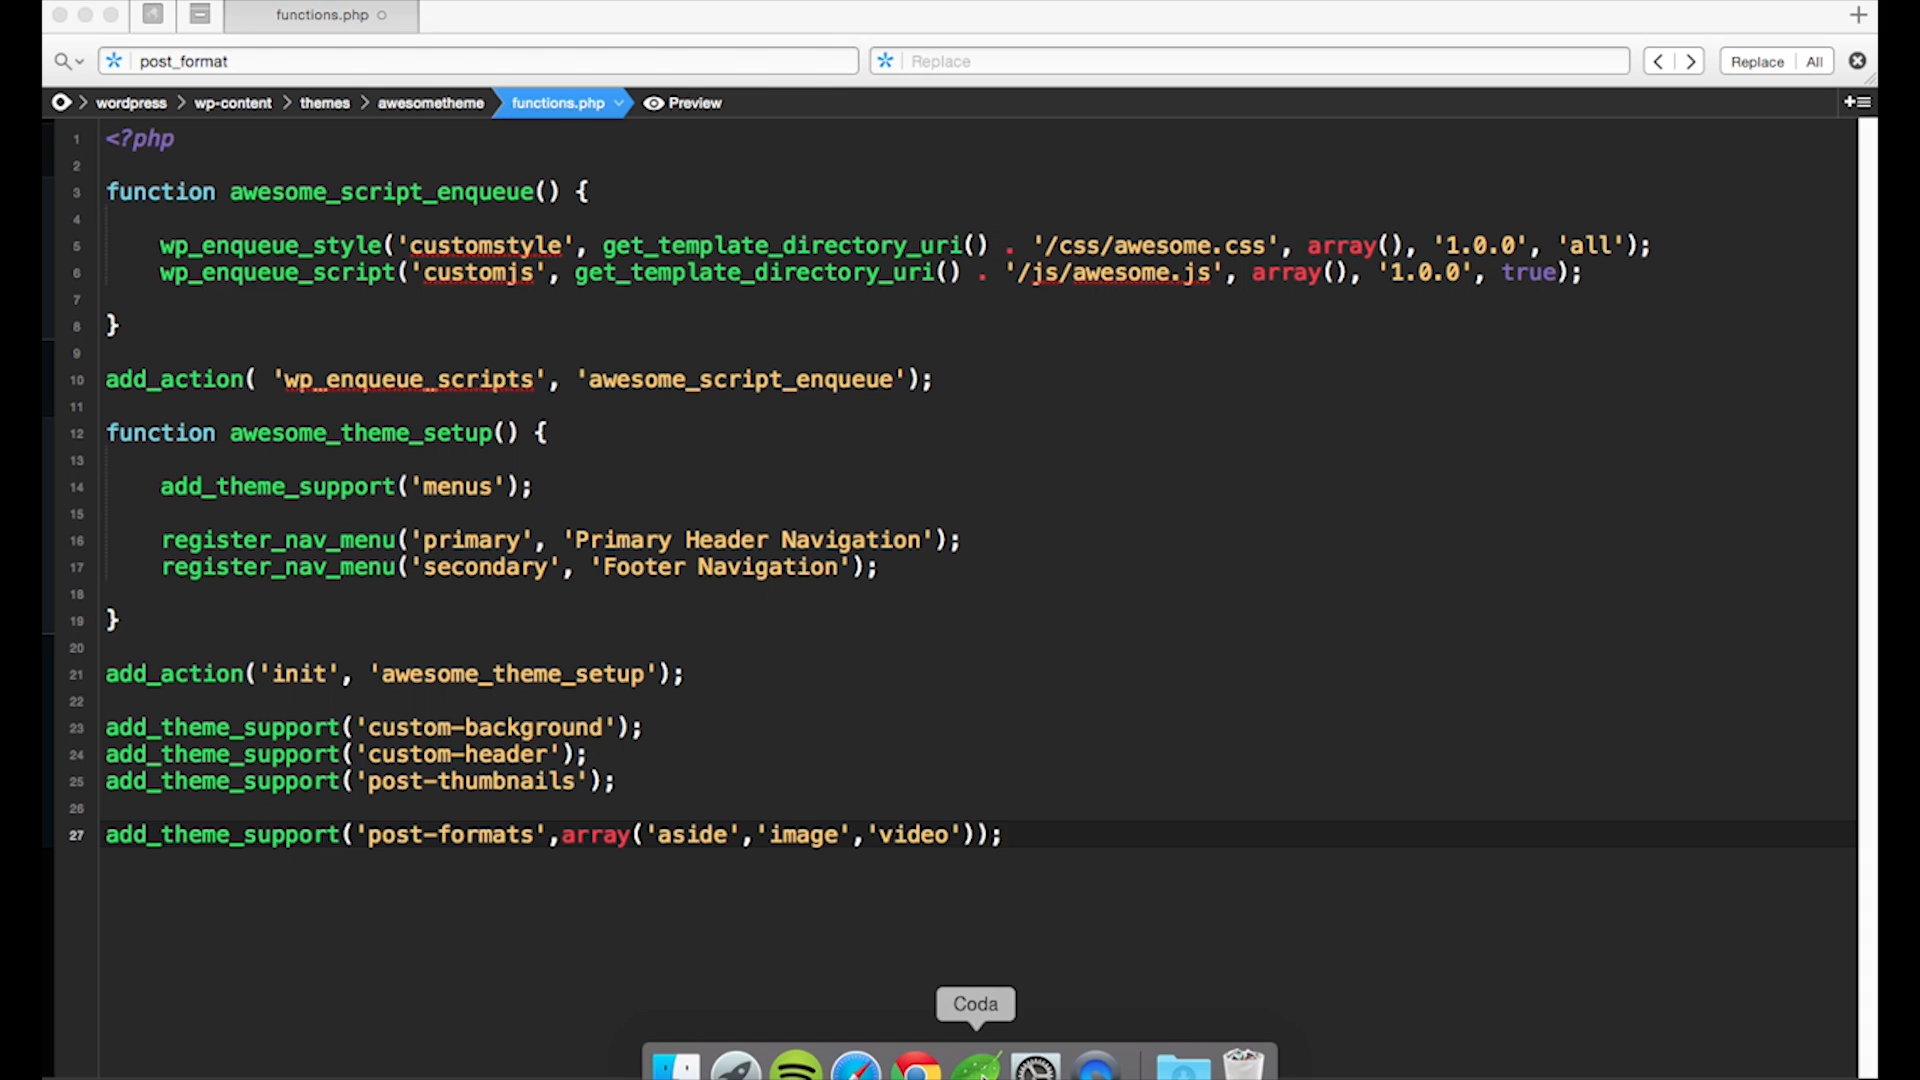 functions.php
post_format
Replace
Replace
All
wordpress
wp-content
themes
awesometheme
functions.php
Preview
1 <?php
2
3 function awesome_script_enqueue() {
4
5 wp_enqueue_style('customstyle', get_template_directory_uri() . '/css/awesome.css', array(), '1.0.0', 'all');
6 wp_enqueue_script('customjs', get_template_directory_uri() . '/js/awesome.js', array(), '1.0.0', true);
7
8 }
9
10 add_action( 'wp_enqueue_scripts', 'awesome_script_enqueue');
11
12 function awesome_theme_setup() {
13
14 add_theme_support('menus');
15
16 register_nav_menu('primary', 'Primary Header Navigation');
17 register_nav_menu('secondary', 'Footer Navigation');
18
19 }
20
21 add_action('init', 'awesome_theme_setup');
22
23 add_theme_support('custom-background');
24 add_theme_support('custom-header');
25 add_theme_support('post-thumbnails');
26
27 add_theme_support('post-formats',array('aside','image','video'));
Coda